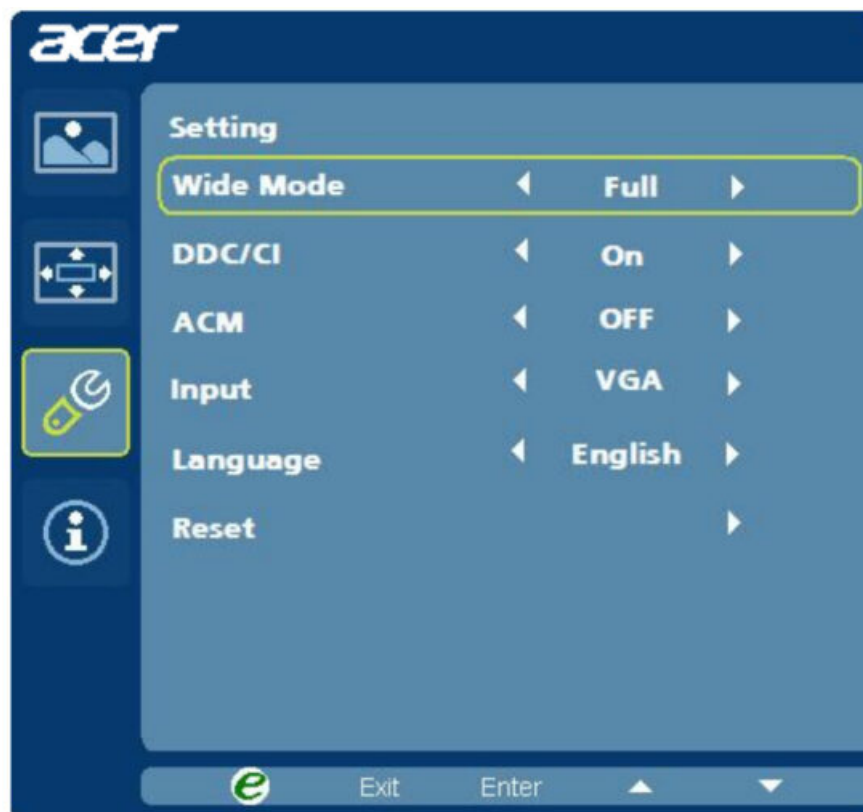 acer
Setting
Wide Mode Full
DDC/CI On
ACM OFF
Input VGA
Language English
Reset
e Exit Enter